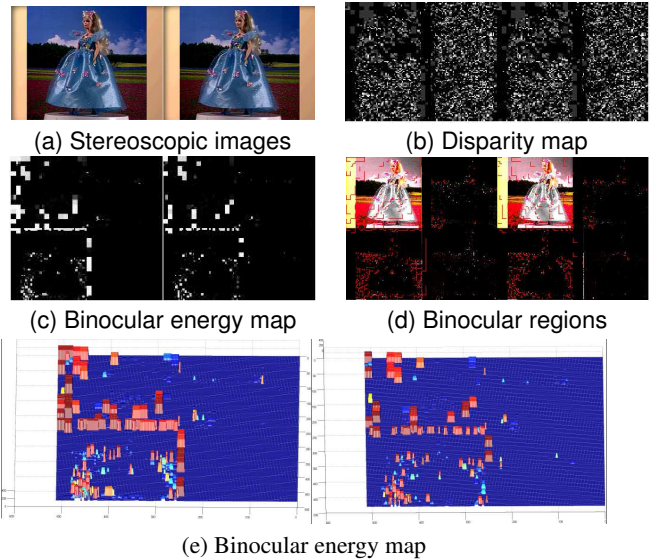 (a) Stereoscopic images
(b) Disparity map
(c) Binocular energy map
(d) Binocular regions
(e) Binocular energy map